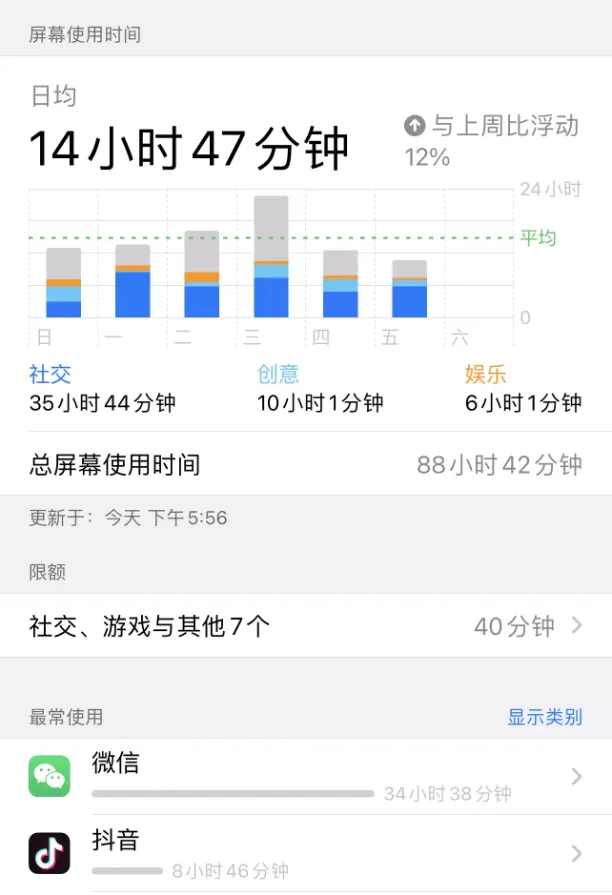 屏幕使用时间
日均
14小时47分钟
与上周比浮动
12%
24小时
平均
0
日 一 二 三 四 五 六
社交 创意 娱乐
35小时44分钟 10小时1分钟 6小时1分钟
总屏幕使用时间 88小时42分钟
更新于：今天 下午5:56
限额
社交、游戏与其他7个 40分钟
最常使用 显示类别
微信
34小时38分钟
抖音
8小时46分钟